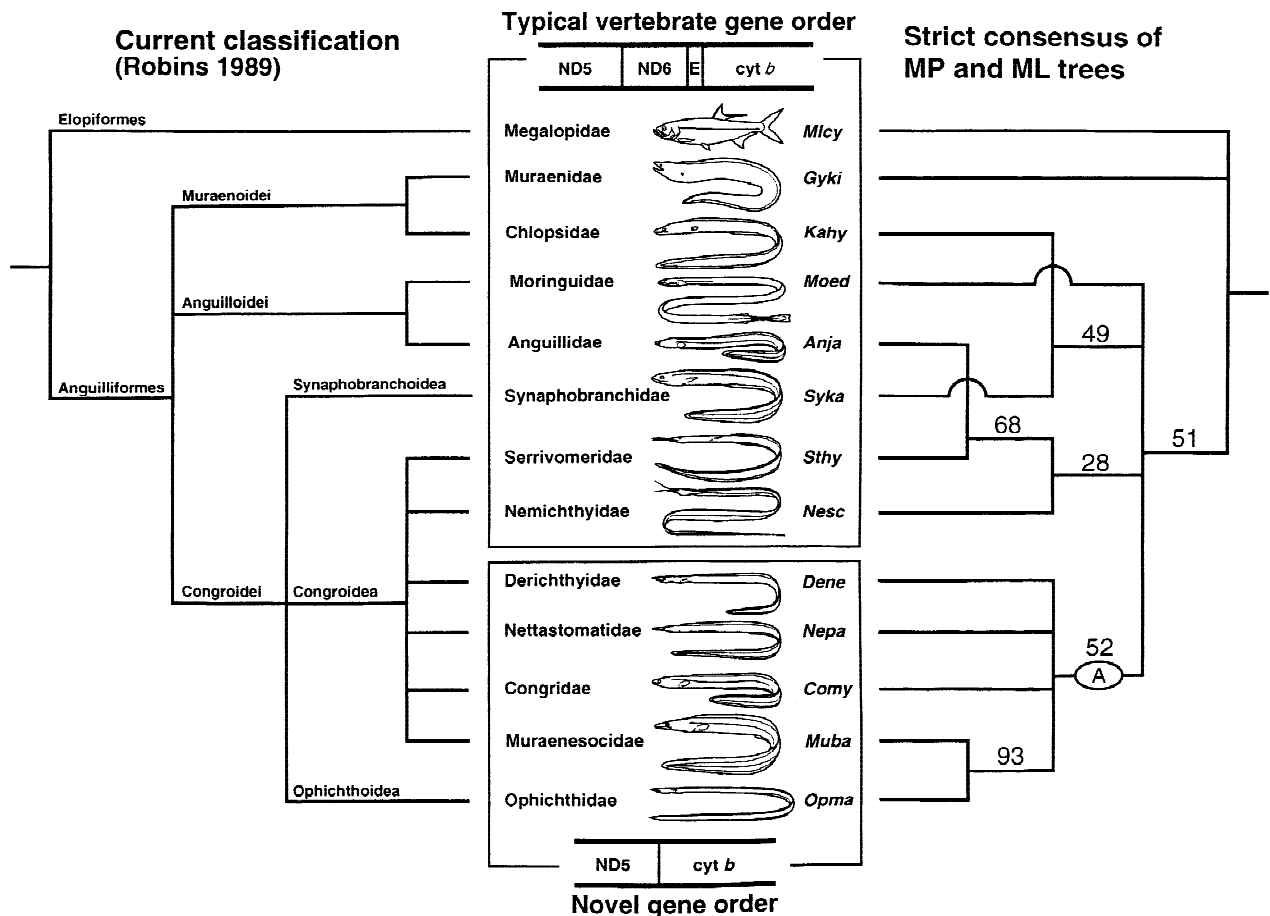 Typical vertebrate gene order
Current classification
(Robins 1989)
Strict consensus of
MP and ML trees
ND5 ND6 E cyt b
Elopiformes
Megalopidae Mlcy
Muraenidae Gyki
Muraenoidei
Chlopsidae Kahy
Moringuidae Moed
Anguilloidei
49
Anguillidae Anja
Anguilliformes
Synaphobranchoidea
Synaphobranchidae Syka
68
51
Serrivomeridae Sthy
28
Nemichthyidae Nesc
Derichthyidae Dene
Congroidei Congroidea
Nettastomatidae Nepa
52
A
Congridae Comy
Muraenesocidae Muba
93
Ophichthoidea
Ophichthidae Opma
ND5 cyt b
Novel gene order